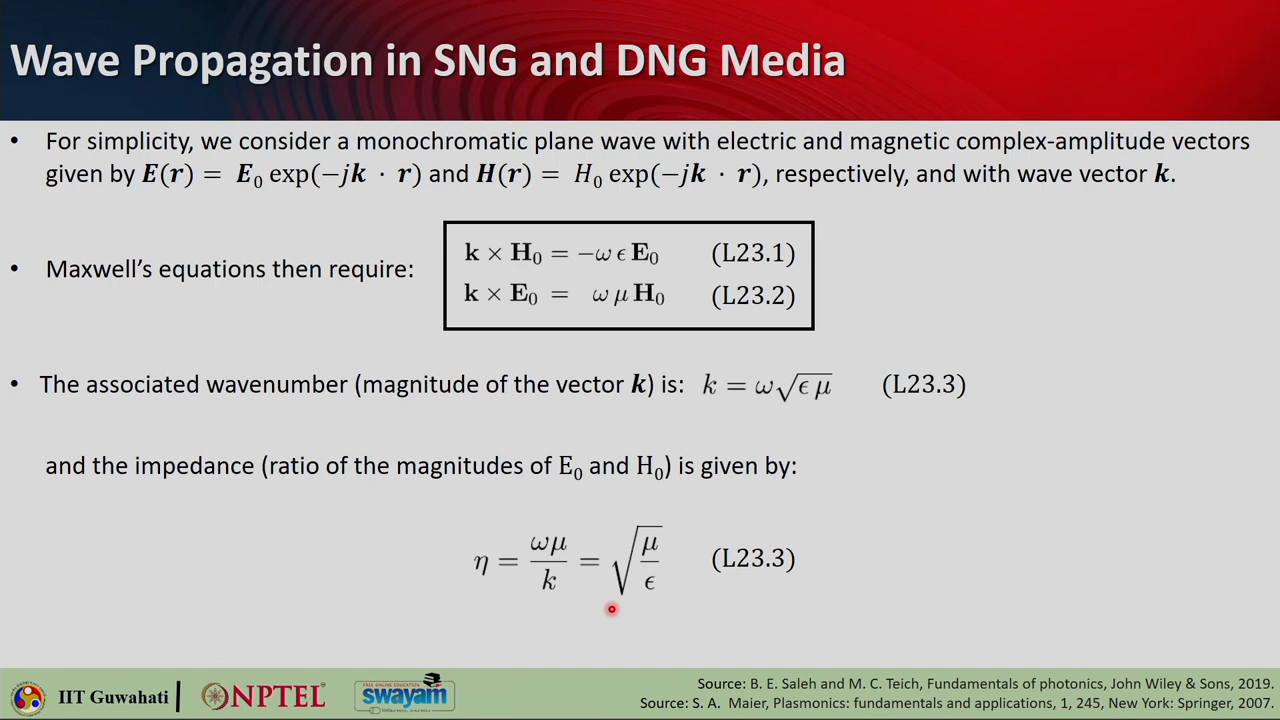 Wave Propagation in SNG and DNG Media
• For simplicity, we consider a monochromatic plane wave with electric and magnetic complex-amplitude vectors
given by E(r) = E₀ exp(−jk · r) and H(r) = H₀ exp(−jk · r), respectively, and with wave vector k.
k × H₀ = −ω ϵ E₀ (L23.1)
• Maxwell's equations then require:
k × E₀ = ω μ H₀ (L23.2)
• The associated wavenumber (magnitude of the vector k) is: k = ω√(ϵ μ) (L23.3)
and the impedance (ratio of the magnitudes of E₀ and H₀) is given by:
η = ωμ/k = √(μ/ϵ) (L23.3)
IIT Guwahati
NPTEL
FREE ONLINE EDUCATION
swayam
Source: B. E. Saleh and M. C. Teich, Fundamentals of photonics, John Wiley & Sons, 2019.
Source: S. A. Maier, Plasmonics: fundamentals and applications, 1, 245, New York: Springer, 2007.